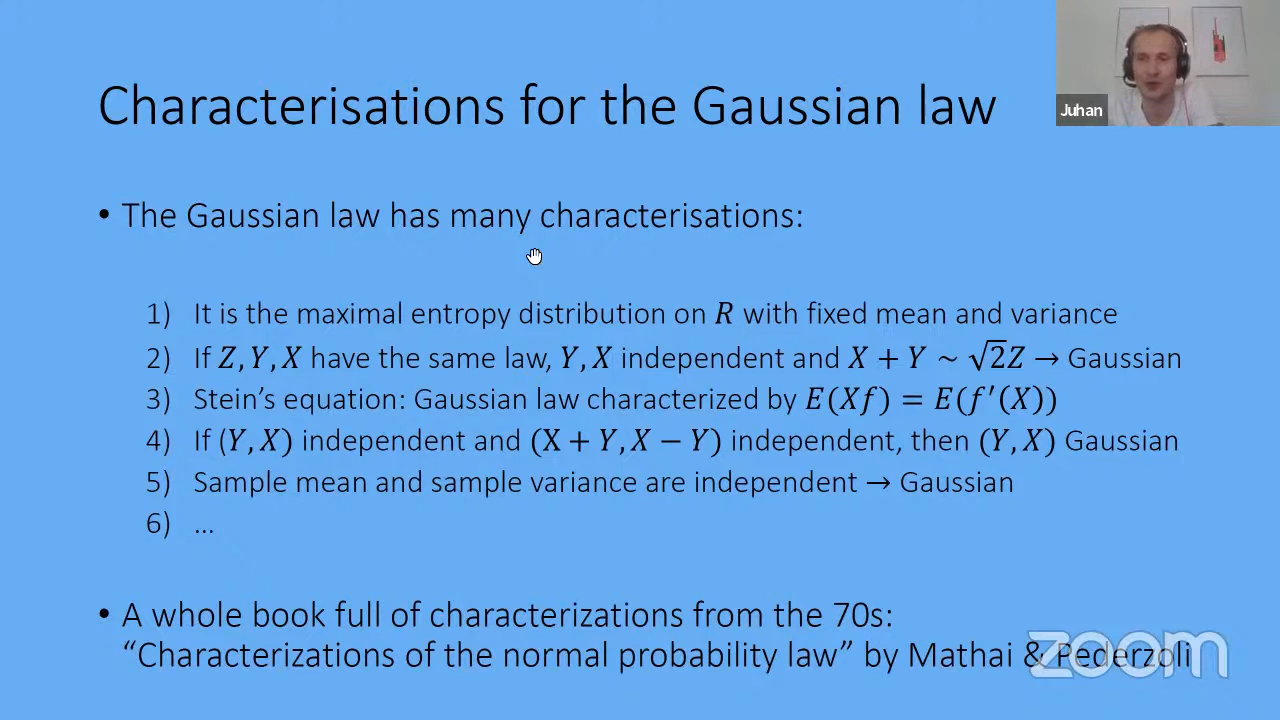 Characterisations for the Gaussian law
Juhan
• The Gaussian law has many characterisations:
1) It is the maximal entropy distribution on R with fixed mean and variance
2) If Z, Y, X have the same law, Y, X independent and X + Y ~ √2Z → Gaussian
3) Stein's equation: Gaussian law characterized by E(Xf) = E(f′(X))
4) If (Y, X) independent and (X + Y, X − Y) independent, then (Y, X) Gaussian
5) Sample mean and sample variance are independent → Gaussian
6) ...
• A whole book full of characterizations from the 70s:
“Characterizations of the normal probability law” by Mathai & Pederzoli
zoom